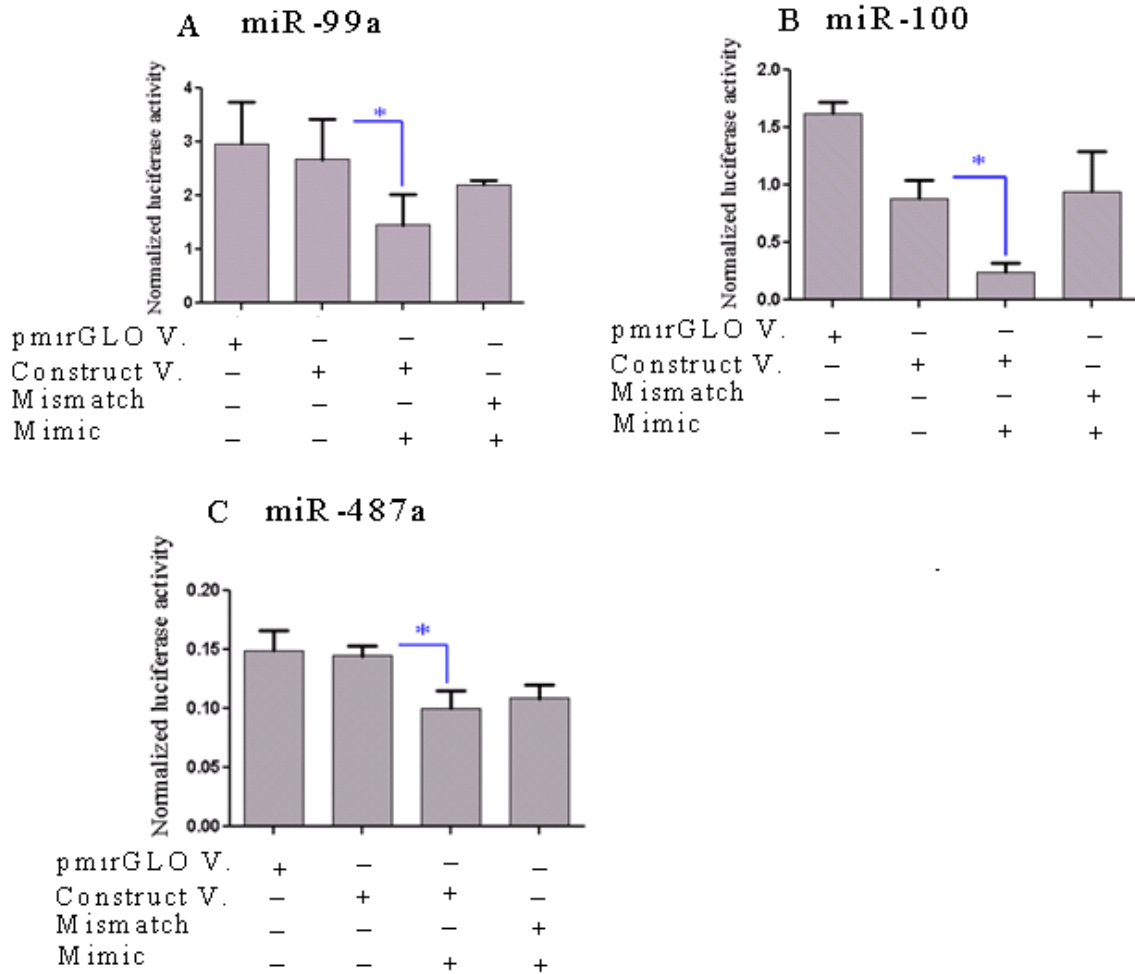 A miR-99a
Normalized luciferase activity
4
3
2
1
0
*
pmirGLO V. + – – –
Construct V. – + + –
Mismatch – – – +
Mimic – – + +
B miR-100
Normalized luciferase activity
2.0
1.5
1.0
0.5
0.0
*
pmirGLO V. + – – –
Construct V. – + + –
Mismatch – – – +
Mimic – – + +
C miR-487a
Normalized luciferase activity
0.20
0.15
0.10
0.05
0.00
*
pmirGLO V. + – – –
Construct V. – + + –
Mismatch – – – +
Mimic – – + +